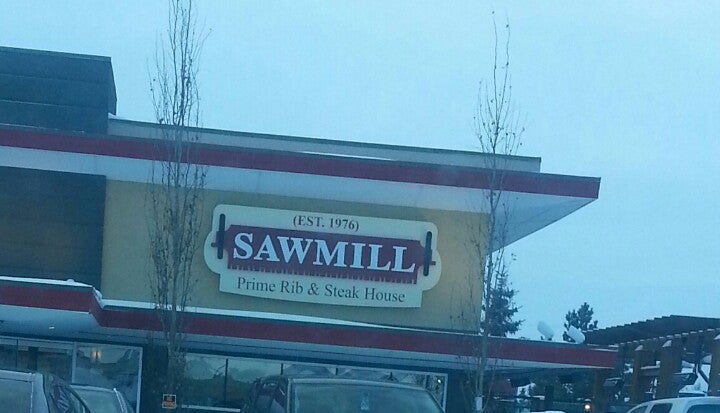 (EST. 1976)
SAWMILL
Prime Rib & Steak House